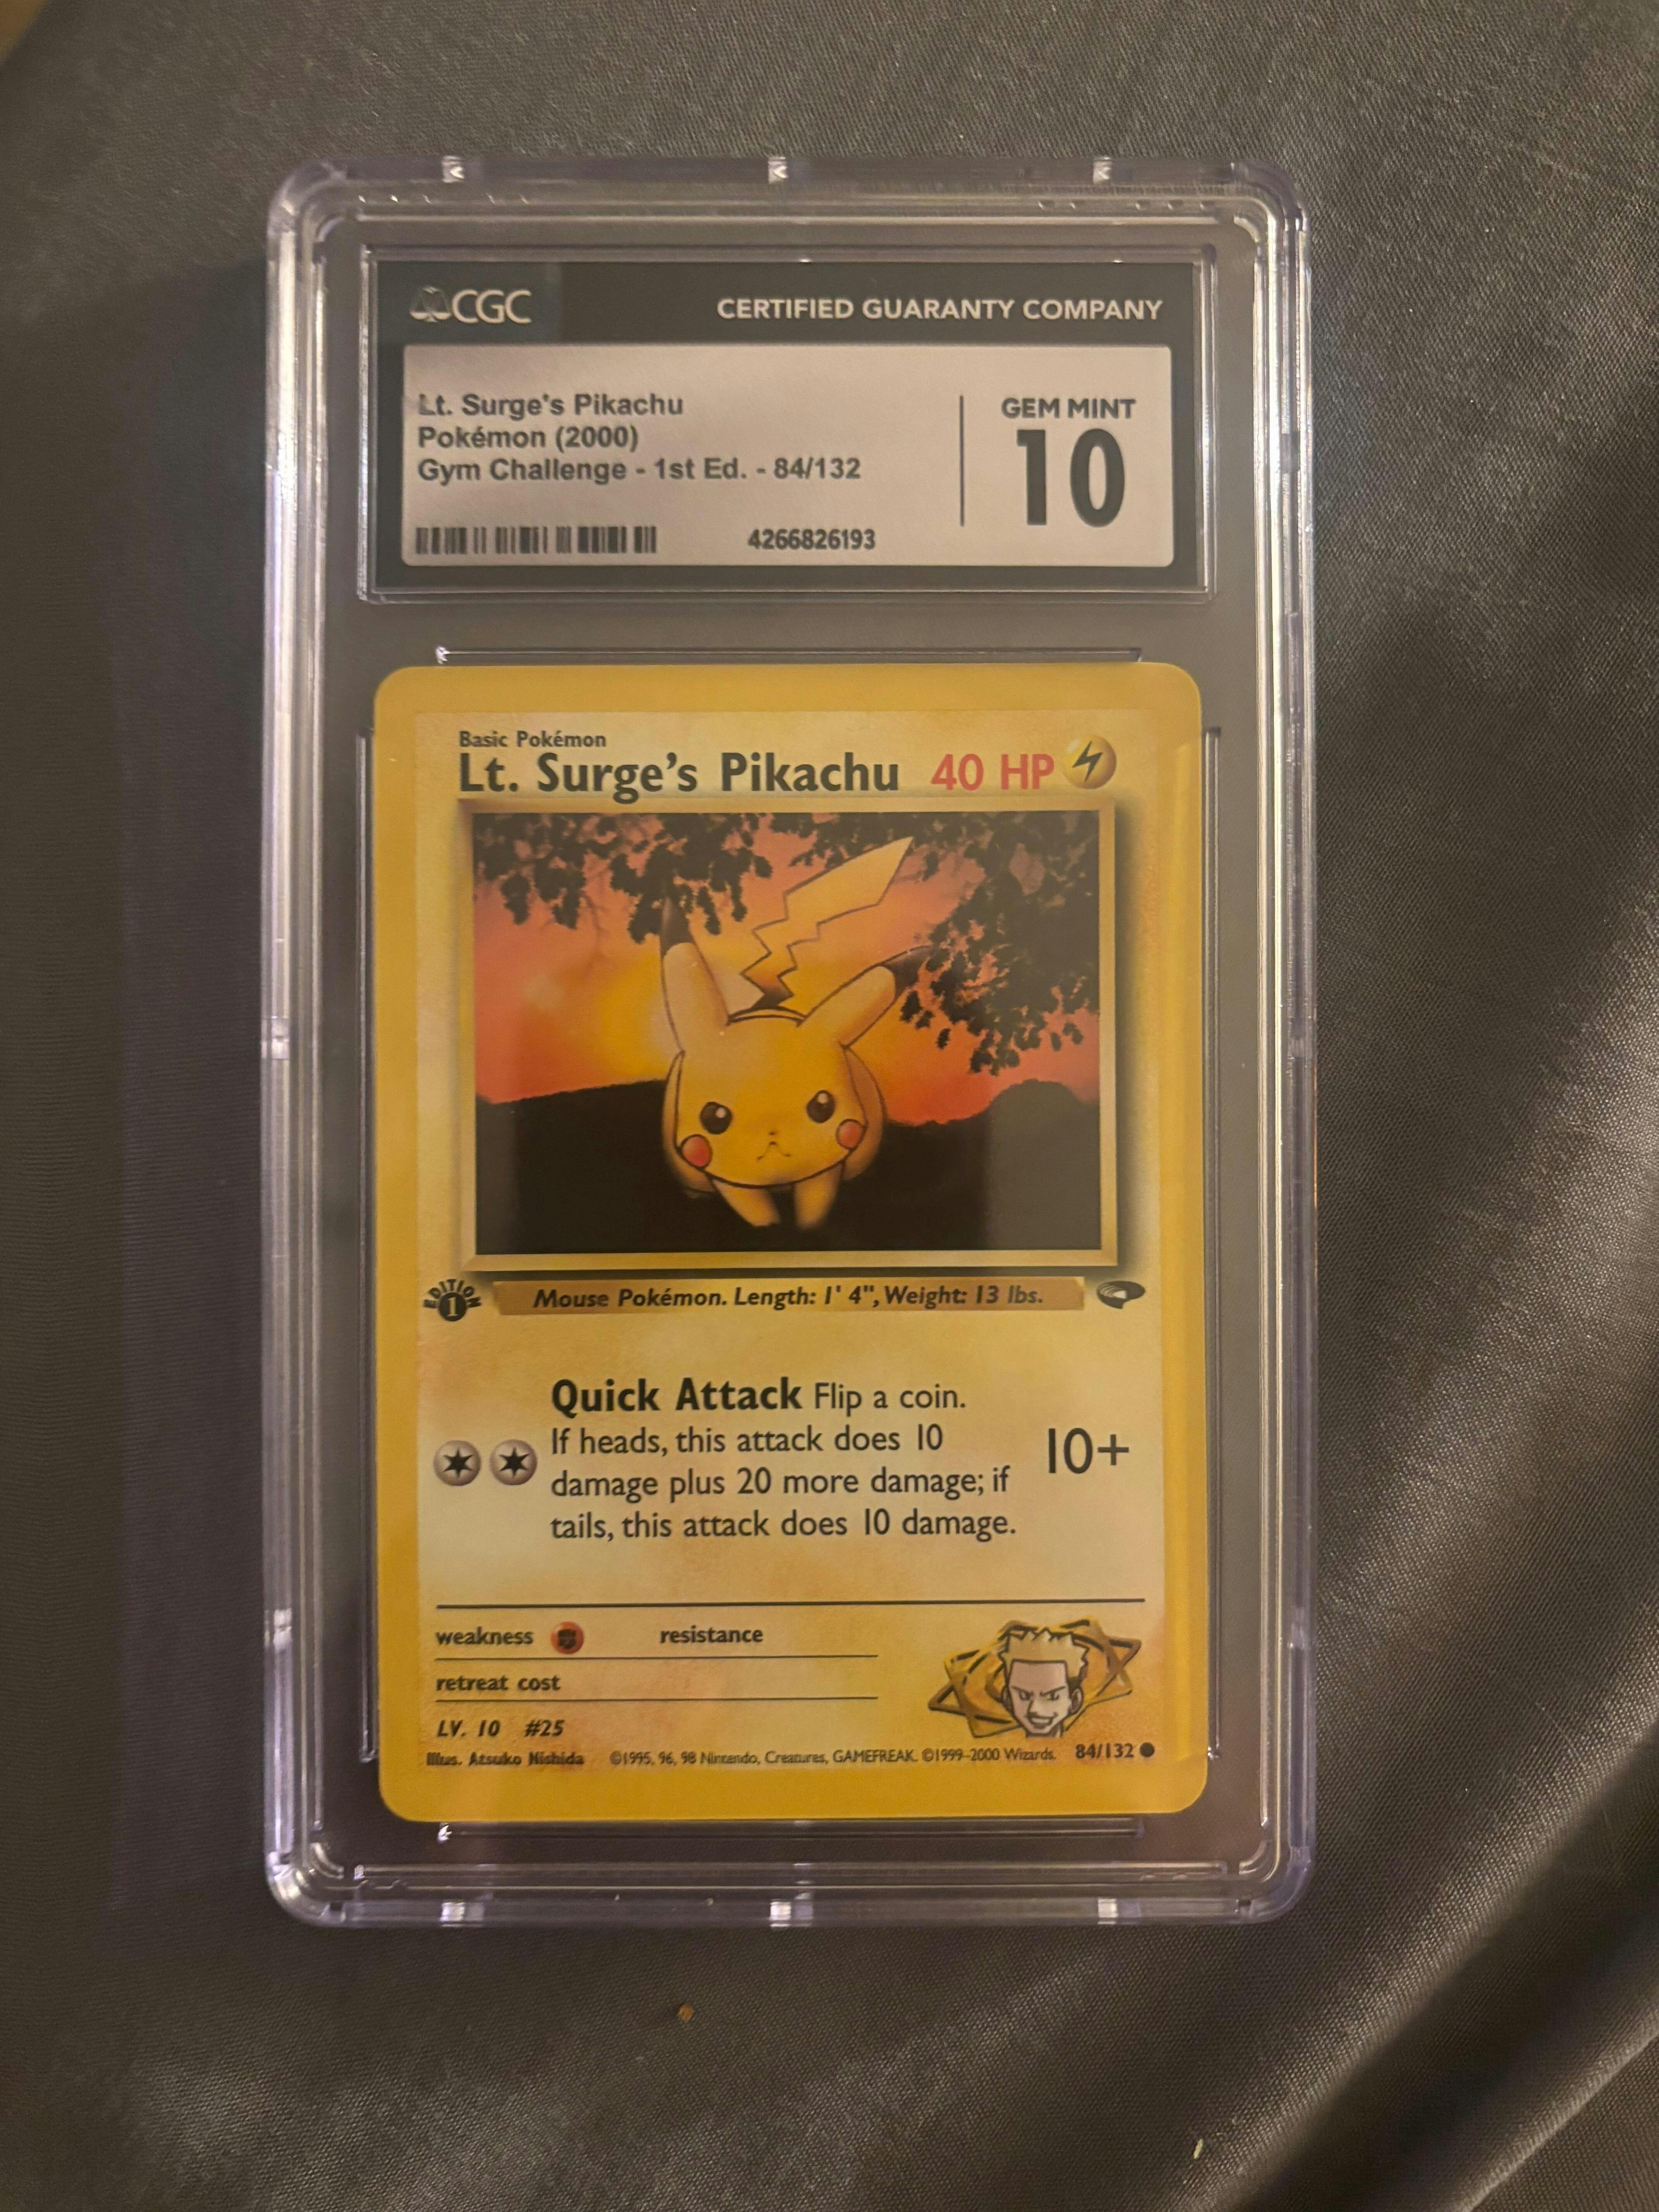 CGC
CERTIFIED GUARANTY COMPANY
Lt. Surge's Pikachu
Pokémon (2000)
Gym Challenge - 1st Ed. - 84/132
4266826193
GEM MINT
10
Basic Pokémon
Lt. Surge's Pikachu 40 HP
EDITION
1
Mouse Pokémon. Length: 1' 4", Weight: 13 lbs.
Quick Attack Flip a coin.
If heads, this attack does 10
damage plus 20 more damage; if
tails, this attack does 10 damage.
10+
weakness
resistance
retreat cost
LV. 10 #25
Illus. Atsuko Nishida ©1995, 96, 98 Nintendo, Creatures, GAMEFREAK. ©1999-2000 Wizards. 84/132